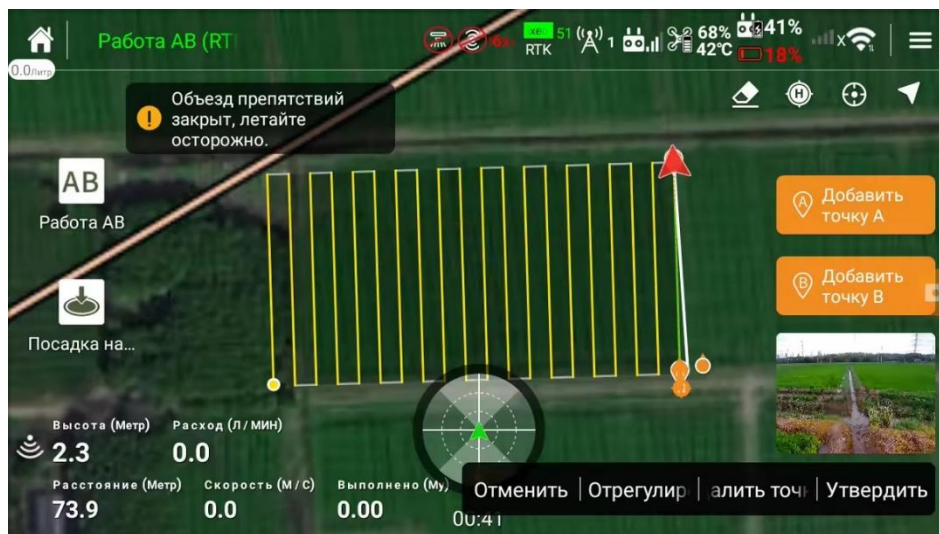 Работа АВ (RT
51
1
68%
42℃
41%
18%
RTK
x
0.0Литр
Объезд препятствий
закрыт, летайте
осторожно.
H
АВ
Работа АВ
A
Добавить
точку А
B
Добавить
точку В
Посадка на...
Высота (Метр) Расход (Л/МИН)
2.3 0.0
Расстояние (Метр) Скорость (М/С) Выполнено (Му)
73.9 0.0 0.00
00:41
Отменить | Отрегулир | алить точ | Утвердить